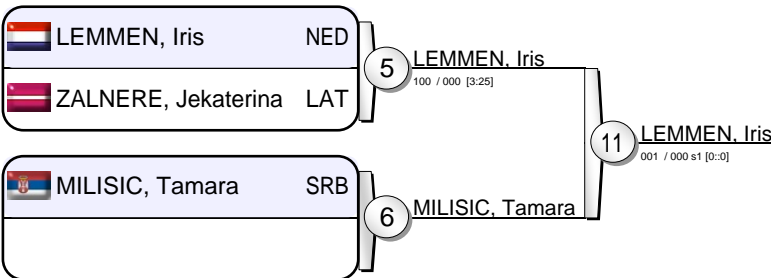 LEMMEN, Iris NED
ZALNERE, Jekaterina LAT
5
LEMMEN, Iris
100 / 000 [3:25]
MILISIC, Tamara SRB
6
MILISIC, Tamara
11
LEMMEN, Iris
001 / 000 s1 [0::0]